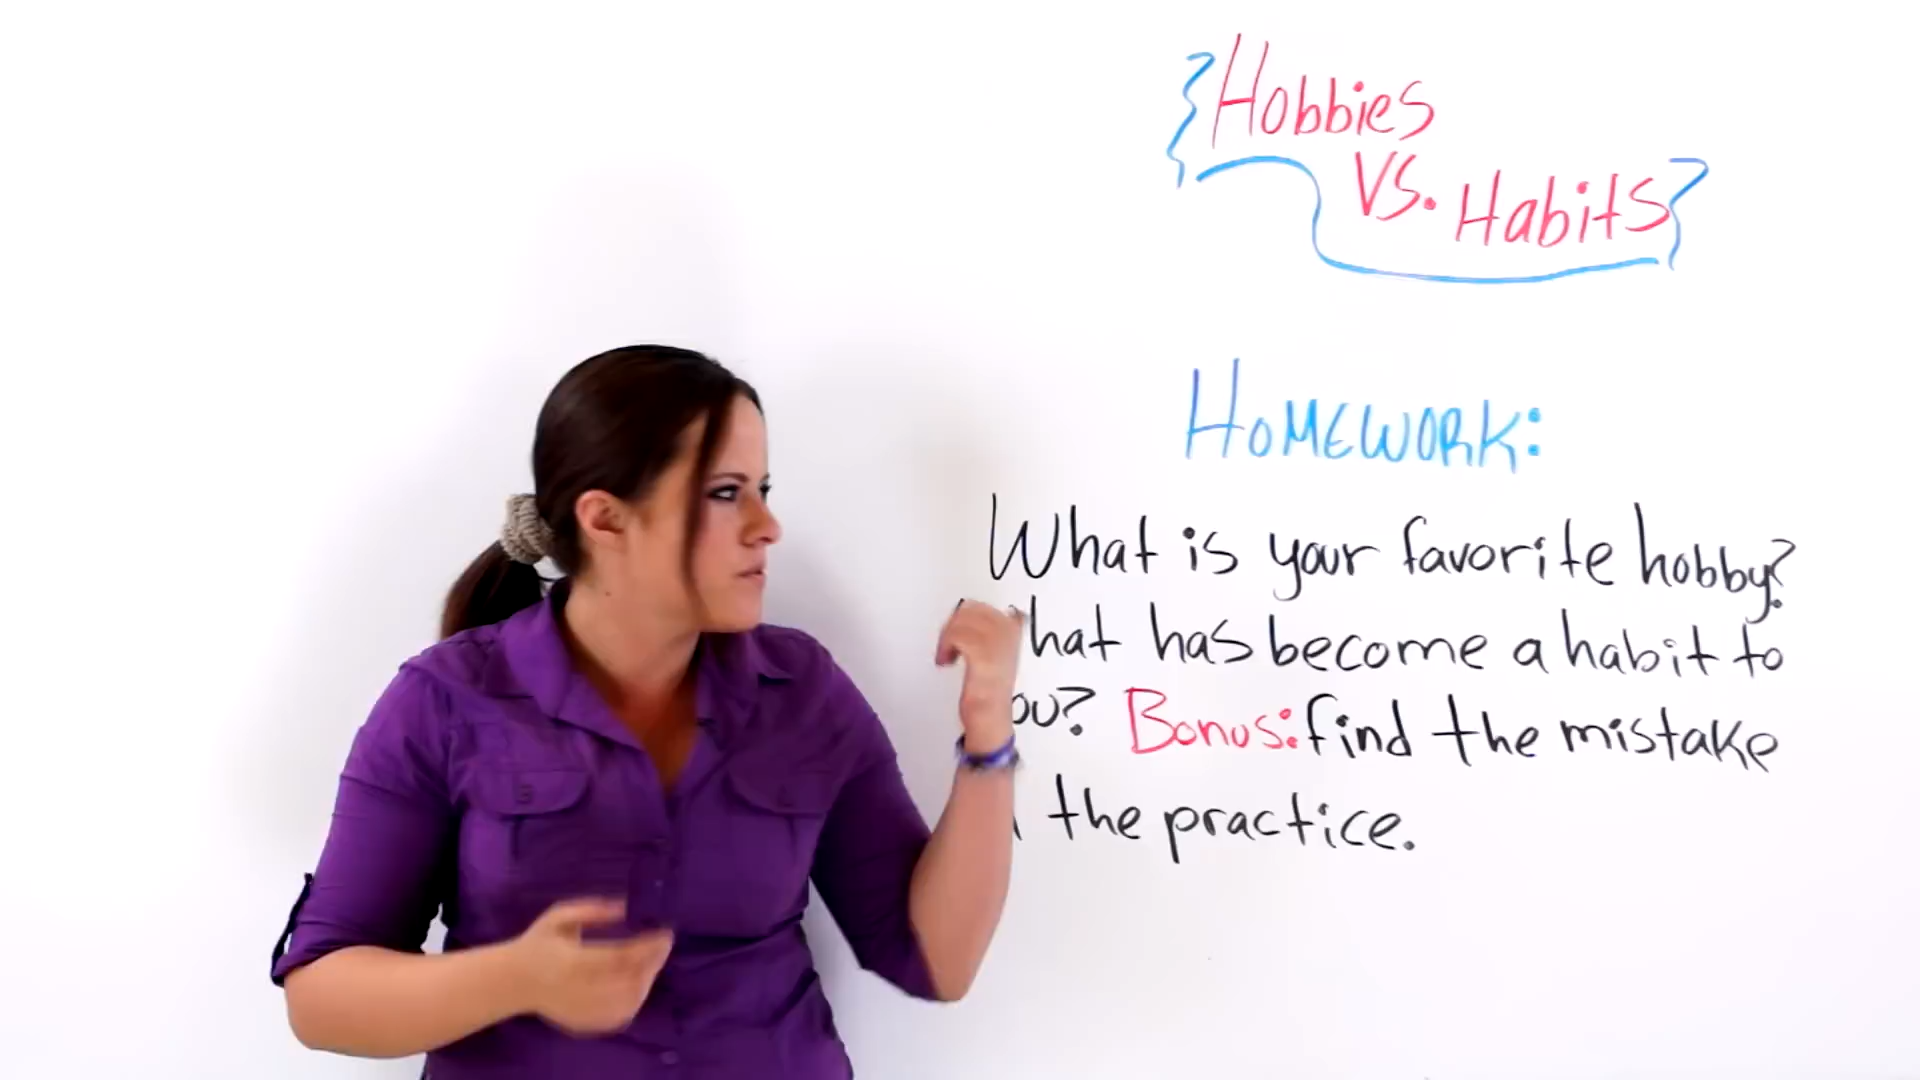 Hobbies
vs. Habits
HOMEWORK:
What is your favorite hobby?
has become a habit to
Bonus: find the mistake
the practice.